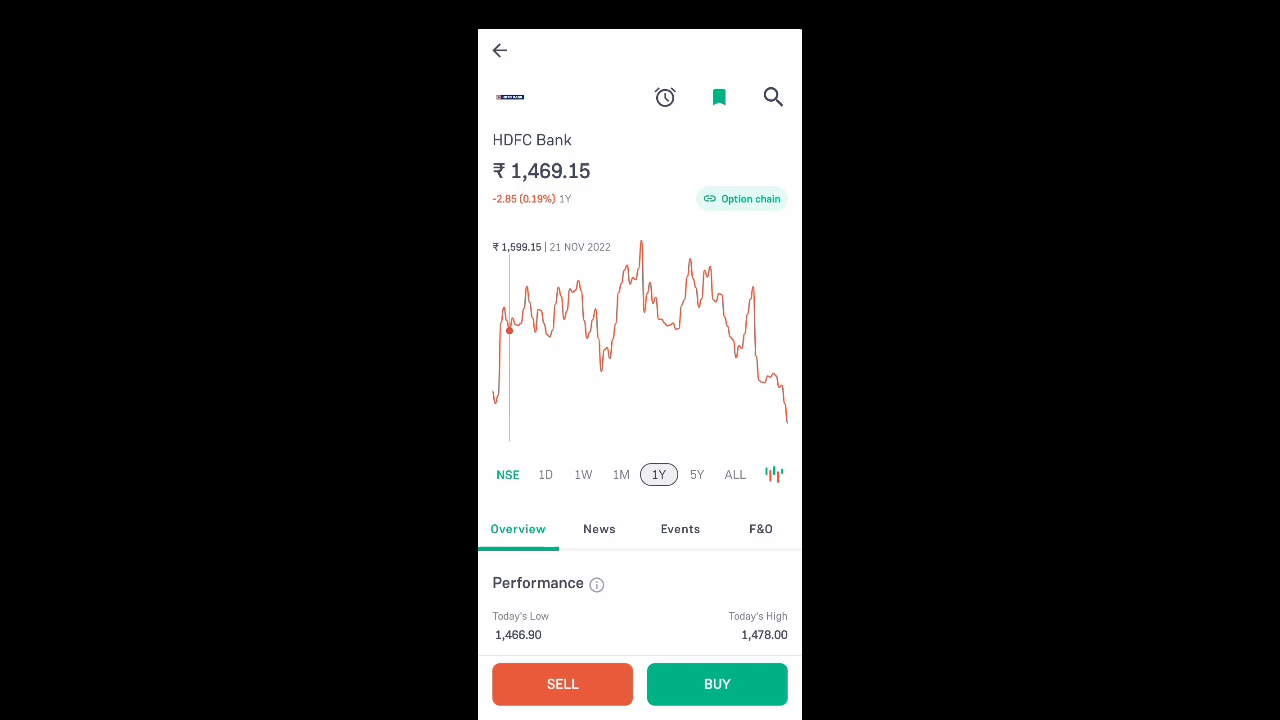 HDFC BANK
HDFC Bank
₹ 1,469.15
-2.85 (0.19%) 1Y
Option chain
₹ 1,599.15 | 21 NOV 2022
NSE 1D 1W 1M 1Y 5Y ALL
Overview News Events F&O
Performance
Today's Low Today's High
1,466.90 1,478.00
SELL BUY